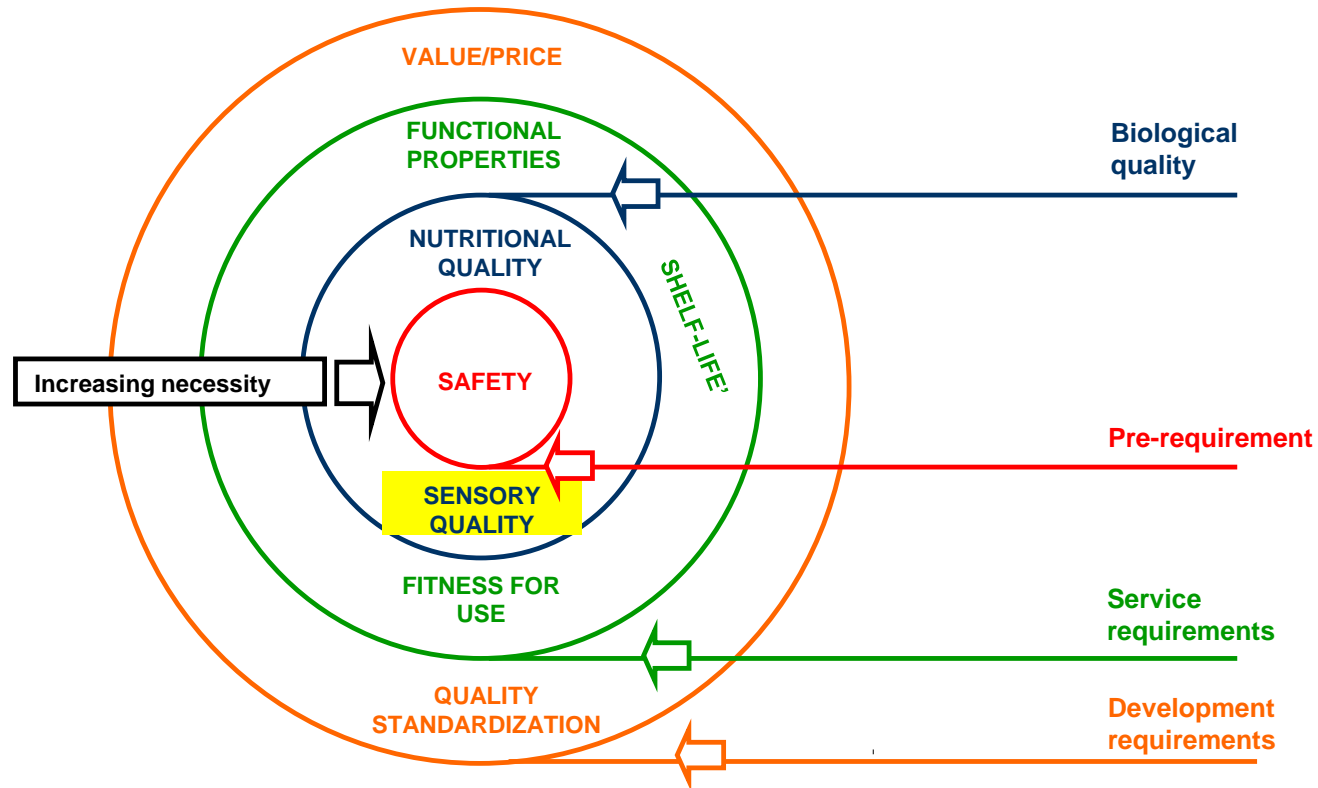 VALUE/PRICE
FUNCTIONAL
PROPERTIES
Biological
quality
NUTRITIONAL
QUALITY
SHELF-LIFE'
Increasing necessity
SAFETY
Pre-requirement
SENSORY
QUALITY
FITNESS FOR
USE
Service
requirements
QUALITY
STANDARDIZATION
Development
requirements